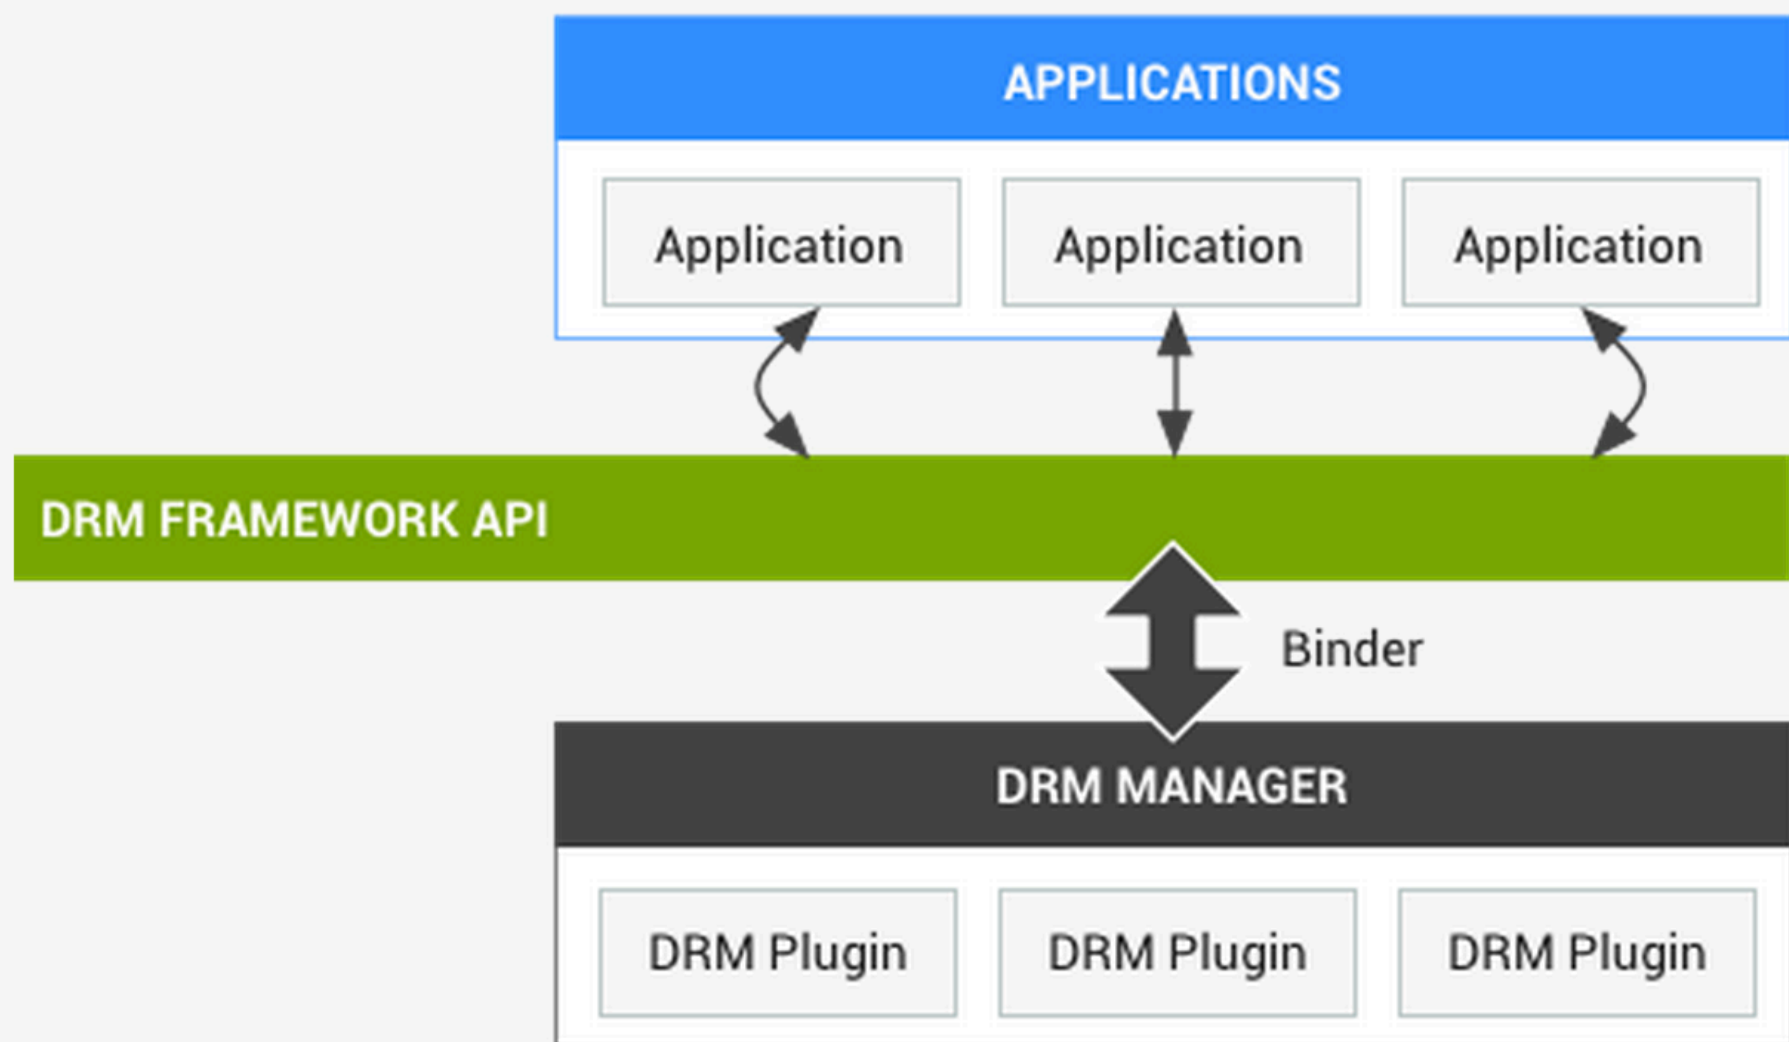 APPLICATIONS
Application Application Application
DRM FRAMEWORK API
Binder
DRM MANAGER
DRM Plugin DRM Plugin DRM Plugin